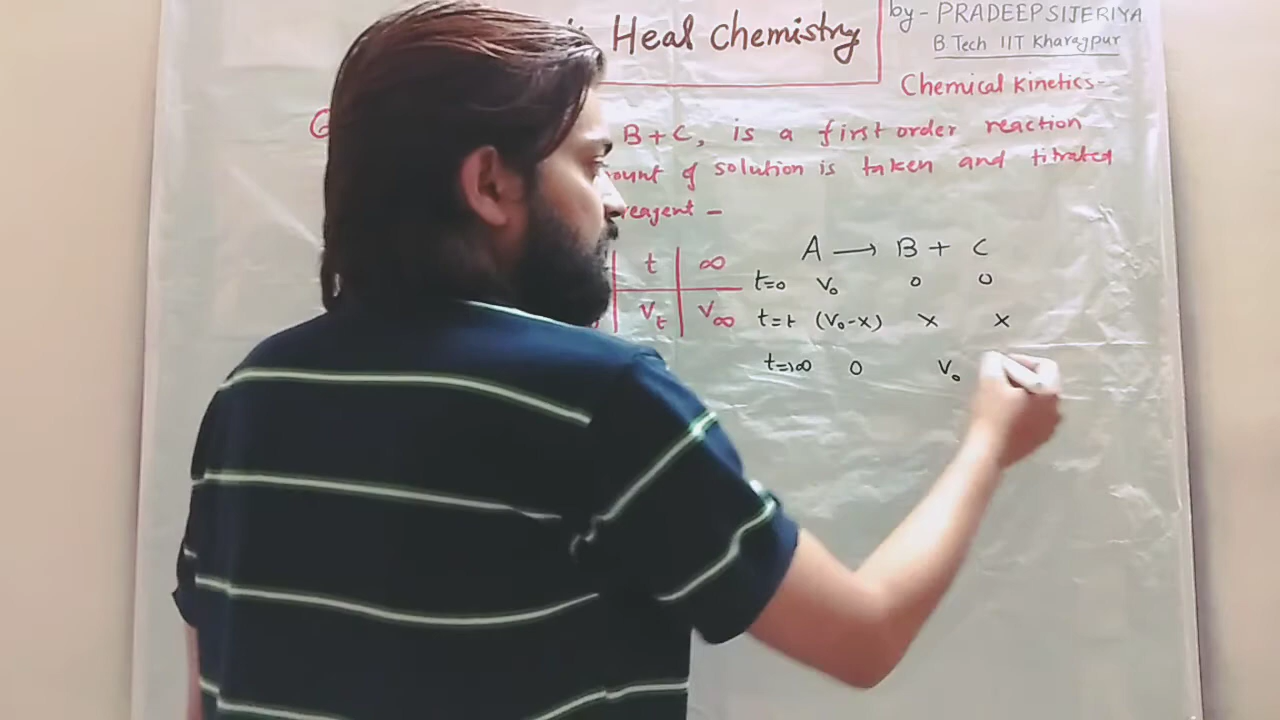 Heal Chemistry
by- PRADEEP SIJERIYA
B.Tech IIT Kharagpur
Chemical Kinetics-
B + C, is a first order reaction
of solution is taken and titrated
reagent –
t ∞
Vt V∞
A ⟶ B + C
t=0 V₀ 0 0
t=t (V₀-x) x x
t=∞ 0 V₀